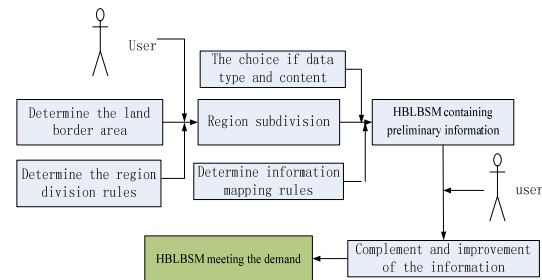 User
The choice if data
type and content
Determine the land
border area
Region subdivision
HBLBSM containing
preliminary information
Determine the region
division rules
Determine information
mapping rules
user
HBLBSM meeting the demand
Complement and improvement
of the information